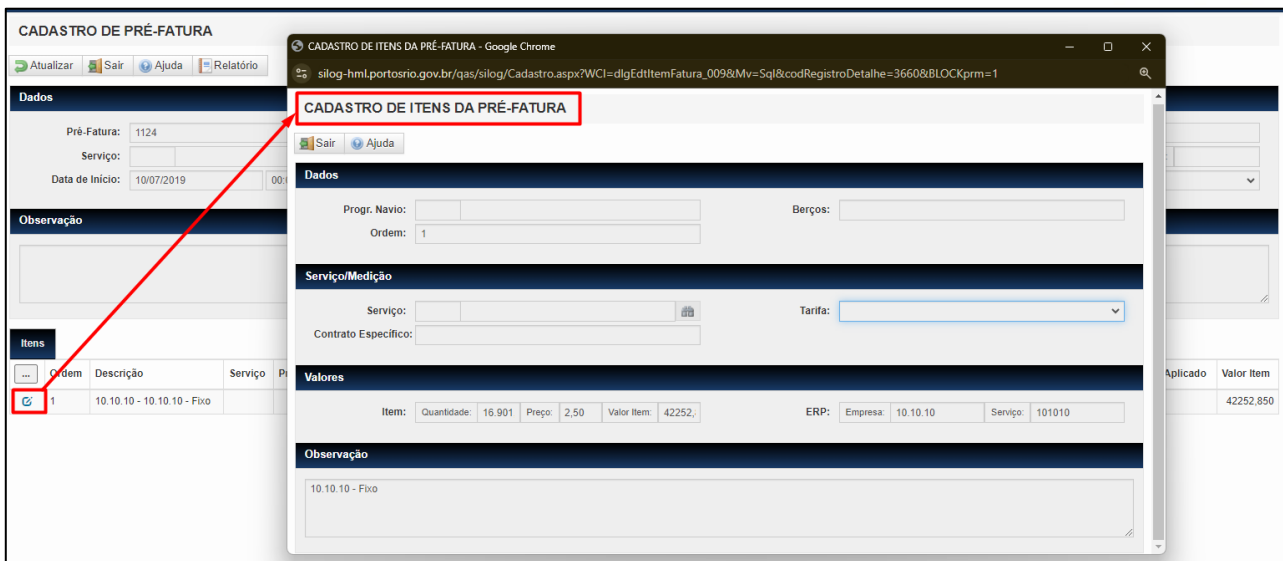 CADASTRO DE PRÉ-FATURA
Atualizar Sair Ajuda Relatório
Dados
Pré-Fatura: 1124
Serviço:
Data de Início: 10/07/2019
Observação
Itens
... Ordem Descrição Serviço Aplicado Valor Item
1 10.10.10 - 10.10.10 - Fixo 42252,850
CADASTRO DE ITENS DA PRÉ-FATURA - Google Chrome
silog-hml.portosrio.gov.br/qas/silog/Cadastro.aspx?WCI=dlgEdtItemFatura_009&Mv=Sql&codRegistroDetalhe=3660&BLOCKprm=1
CADASTRO DE ITENS DA PRÉ-FATURA
Sair Ajuda
Dados
Progr. Navio: Berços:
Ordem: 1
Serviço/Medição
Serviço: Tarifa:
Contrato Específico:
Valores
Item: Quantidade: 16.901 Preço: 2,50 Valor Item: 42252, ERP: Empresa: 10.10.10 Serviço: 101010
Observação
10.10.10 - Fixo